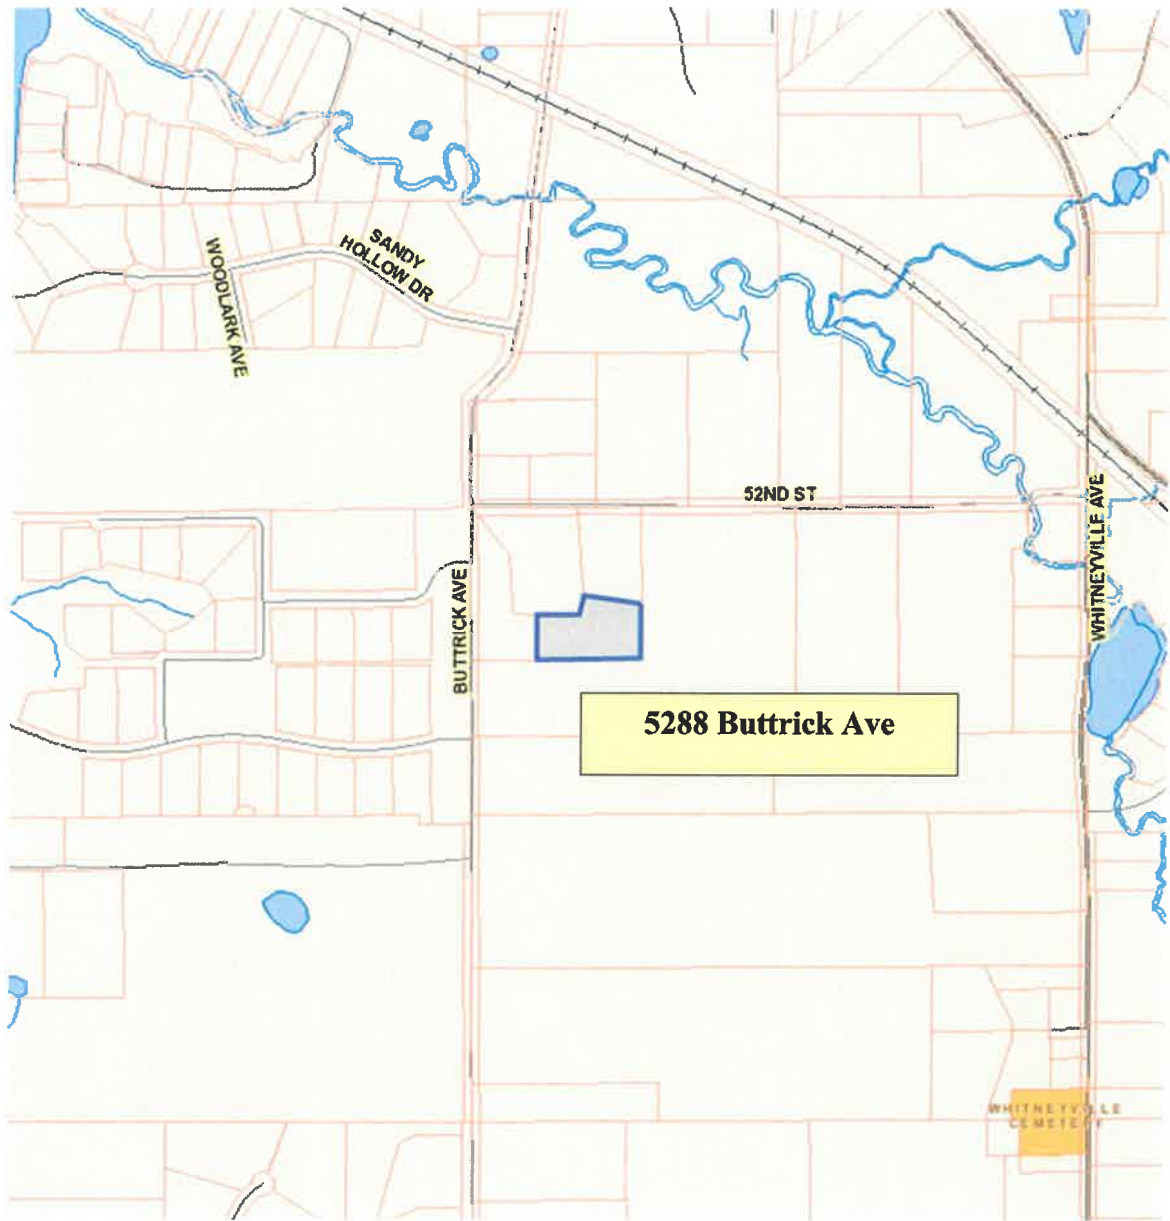 SANDY
HOLLOW DR
WOODLARK AVE
52ND ST
WHITNEYVILLE AVE
BUTTRICK AVE
5288 Buttrick Ave
WHITNEYVILLE
CEMETERY